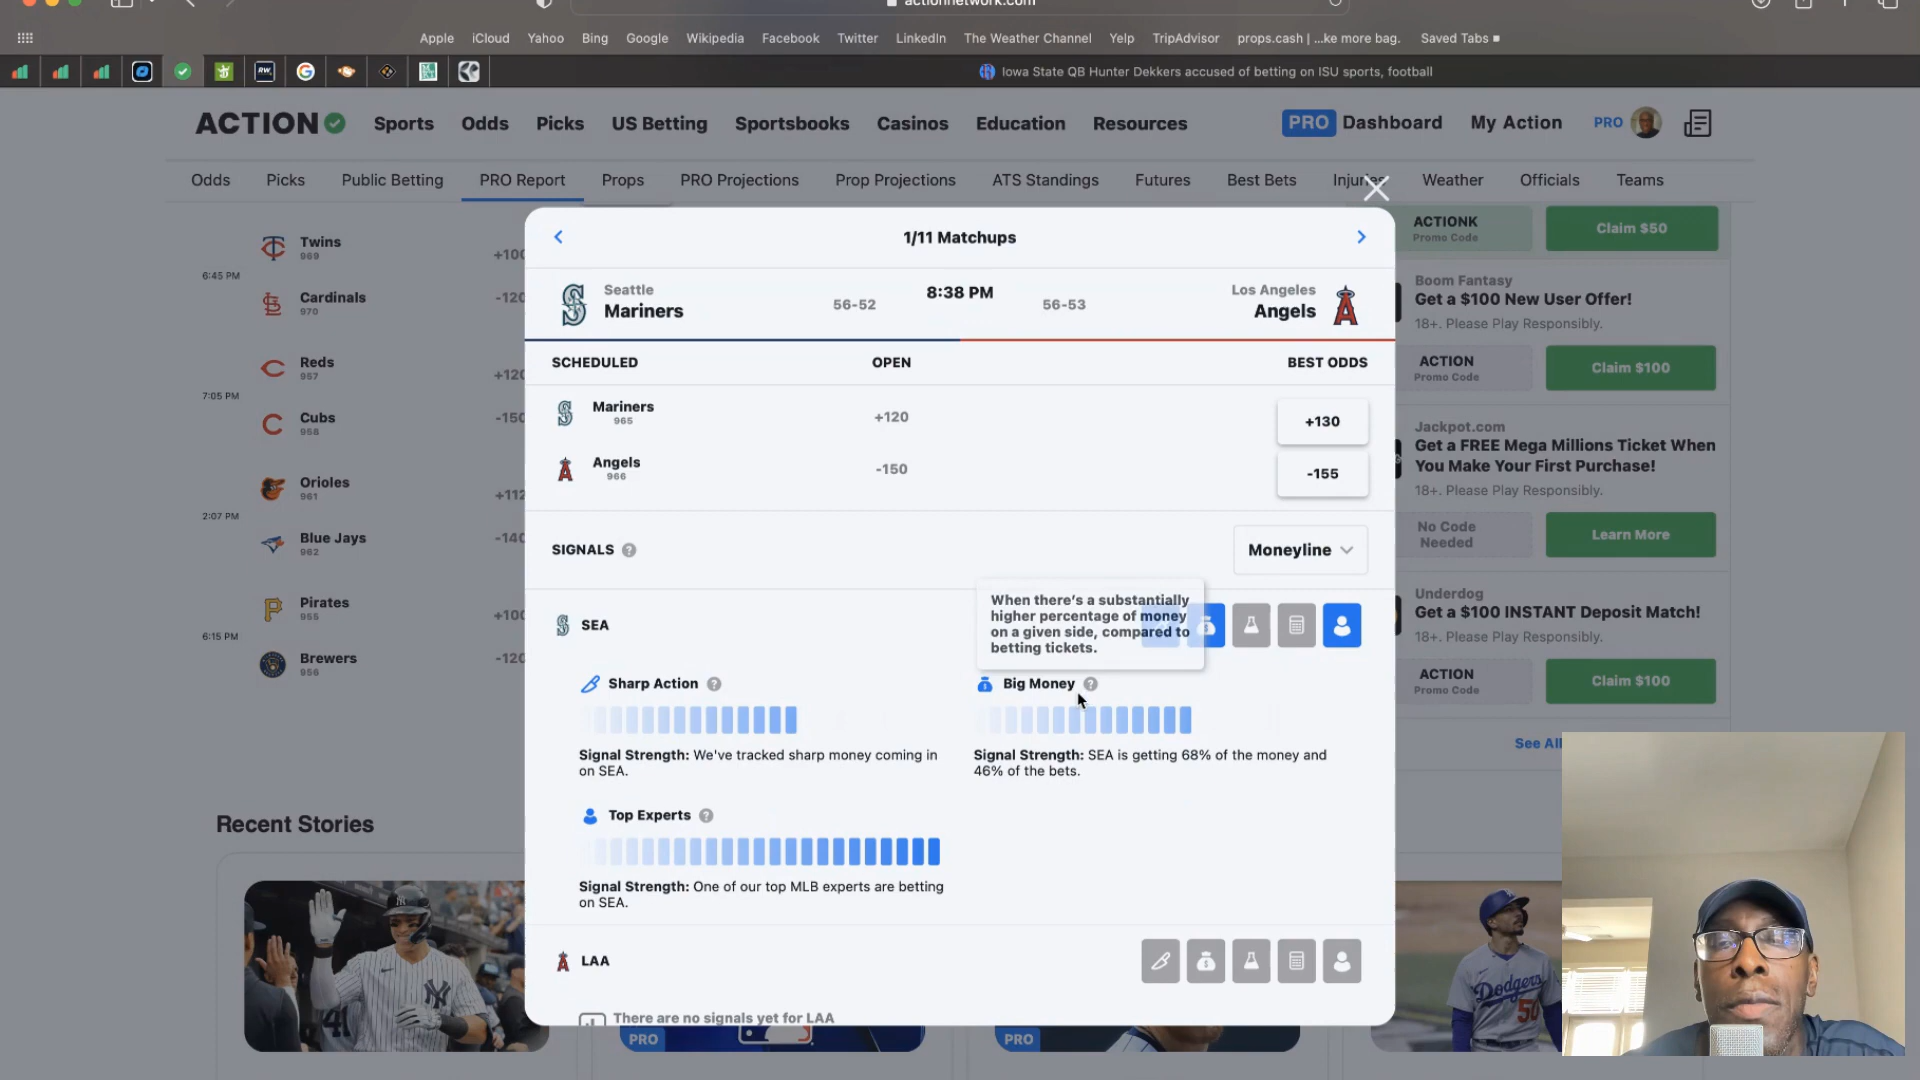 actionnetwork.com
Apple iCloud Yahoo Bing Google Wikipedia Facebook Twitter LinkedIn The Weather Channel Yelp TripAdvisor props.cash | ...ke more bag. Saved Tabs
RW
Iowa State QB Hunter Dekkers accused of betting on ISU sports, football
ACTION Sports Odds Picks US Betting Sportsbooks Casinos Education Resources PRO Dashboard My Action PRO
Odds Picks Public Betting PRO Report Props PRO Projections Prop Projections ATS Standings Futures Best Bets Injuries Weather Officials Teams
Twins
969
+100
6:45 PM
Cardinals
970
-120
Reds
957
+120
7:05 PM
Cubs
958
-150
Orioles
961
+112
2:07 PM
Blue Jays
962
-140
Pirates
955
+100
6:15 PM
Brewers
956
-120
Recent Stories
1/11 Matchups
Seattle
Mariners
56-52
8:38 PM
56-53
Los Angeles
Angels
SCHEDULED OPEN BEST ODDS
Mariners
965
+120
+130
Angels
966
-150
-155
SIGNALS
Moneyline
SEA
When there's a substantially
higher percentage of money
on a given side, compared to
betting tickets.
Sharp Action
Signal Strength: We've tracked sharp money coming in
on SEA.
Big Money
Signal Strength: SEA is getting 68% of the money and
46% of the bets.
Top Experts
Signal Strength: One of our top MLB experts are betting
on SEA.
LAA
There are no signals yet for LAA
PRO
PRO
ACTIONK
Promo Code
Claim $50
Boom Fantasy
Get a $100 New User Offer!
18+. Please Play Responsibly.
ACTION
Promo Code
Claim $100
Jackpot.com
Get a FREE Mega Millions Ticket When
You Make Your First Purchase!
18+. Please Play Responsibly.
No Code
Needed
Learn More
Underdog
Get a $100 INSTANT Deposit Match!
18+. Please Play Responsibly.
ACTION
Promo Code
Claim $100
See All
Dodgers
50